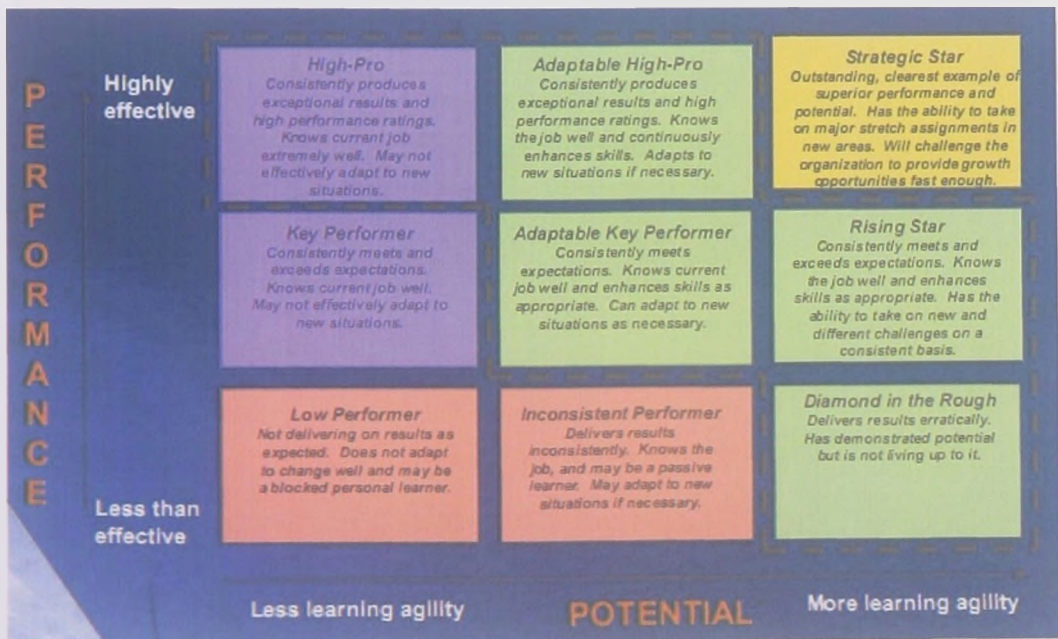 PERFORMANCE
Highly
effective
High-Pro
Consistently produces
exceptional results and
high performance ratings.
Knows current job
extremely well. May not
effectively adapt to new
situations.
Adaptable High-Pro
Consistently produces
exceptional results and high
performance ratings. Knows
the job well and continuously
enhances skills. Adapts to
new situations if necessary.
Strategic Star
Outstanding, clearest example of
superior performance and
potential. Has the ability to take
on major stretch assignments in
new areas. Will challenge the
organization to provide growth
opportunities fast enough.
Key Performer
Consistently meets and
exceeds expectations.
Knows current job well.
May not effectively adapt to
new situations.
Adaptable Key Performer
Consistently meets
expectations. Knows current
job well and enhances skills as
appropriate. Can adapt to new
situations as necessary.
Rising Star
Consistently meets and
exceeds expectations. Knows
the job well and enhances
skills as appropriate. Has the
ability to take on new and
different challenges on a
consistent basis.
Low Performer
Not delivering on results as
expected. Does not adapt
to change well and may be
a blocked personal learner.
Inconsistent Performer
Delivers results
inconsistently. Knows the
job, and may be a passive
learner. May adapt to new
situations if necessary.
Diamond in the Rough
Delivers results erratically.
Has demonstrated potential
but is not living up to it.
Less than
effective
Less learning agility
POTENTIAL
More learning agility